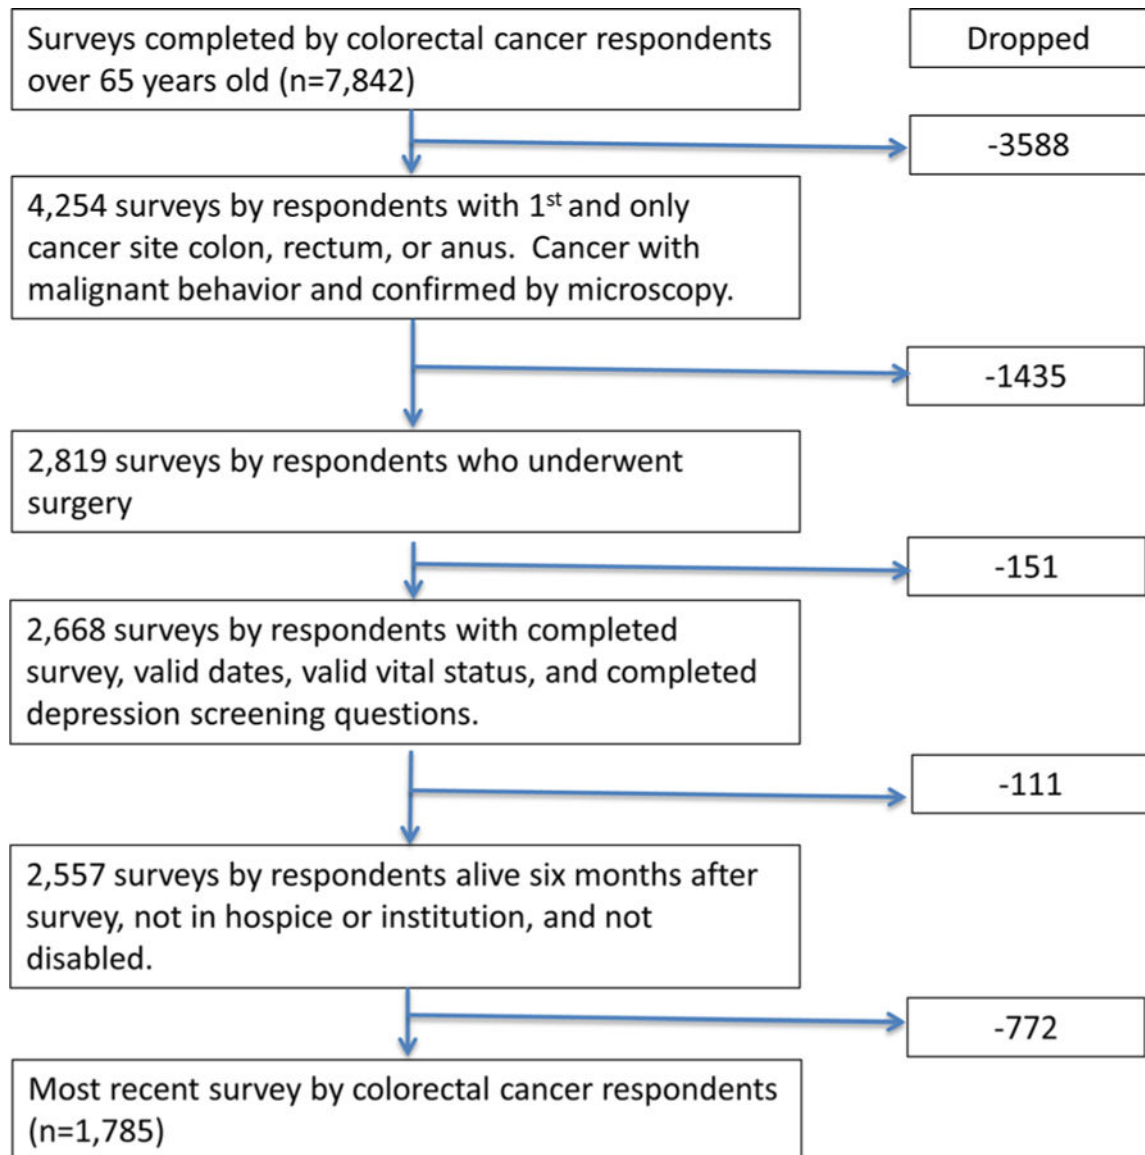 Surveys completed by colorectal cancer respondents
over 65 years old (n=7,842)
Dropped
-3588
4,254 surveys by respondents with 1st and only
cancer site colon, rectum, or anus.  Cancer with
malignant behavior and confirmed by microscopy.
-1435
2,819 surveys by respondents who underwent
surgery
-151
2,668 surveys by respondents with completed
survey, valid dates, valid vital status, and completed
depression screening questions.
-111
2,557 surveys by respondents alive six months after
survey, not in hospice or institution, and not
disabled.
-772
Most recent survey by colorectal cancer respondents
(n=1,785)